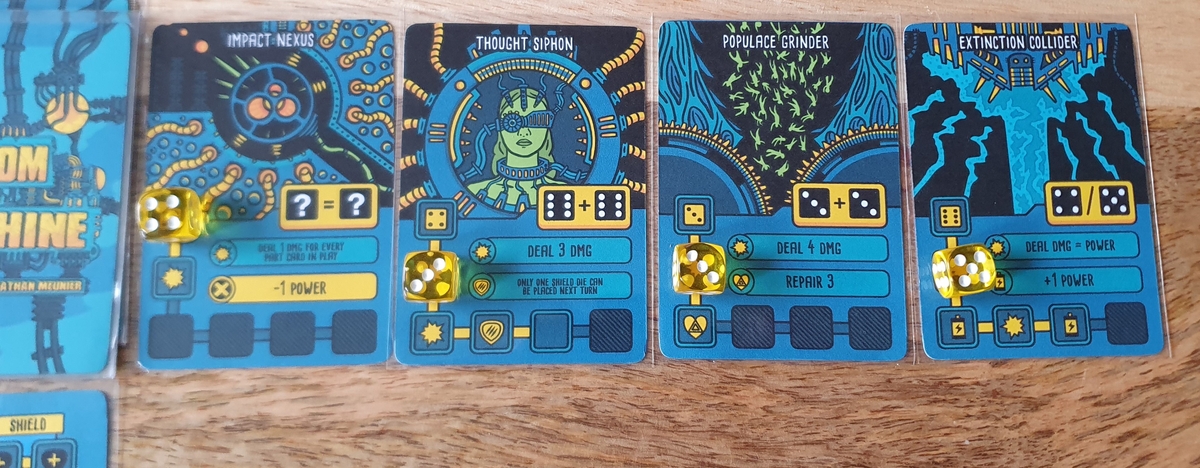 OM
HINE
NATHAN MEUNIER
SHIELD
IMPACT NEXUS
? = ?
DEAL 1 DMG FOR EVERY
PART CARD IN PLAY
-1 POWER
THOUGHT SIPHON
+
DEAL 3 DMG
ONLY ONE SHIELD DIE CAN
BE PLACED NEXT TURN
POPULACE GRINDER
+
DEAL 4 DMG
REPAIR 3
EXTINCTION COLLIDER
/
DEAL DMG = POWER
+1 POWER